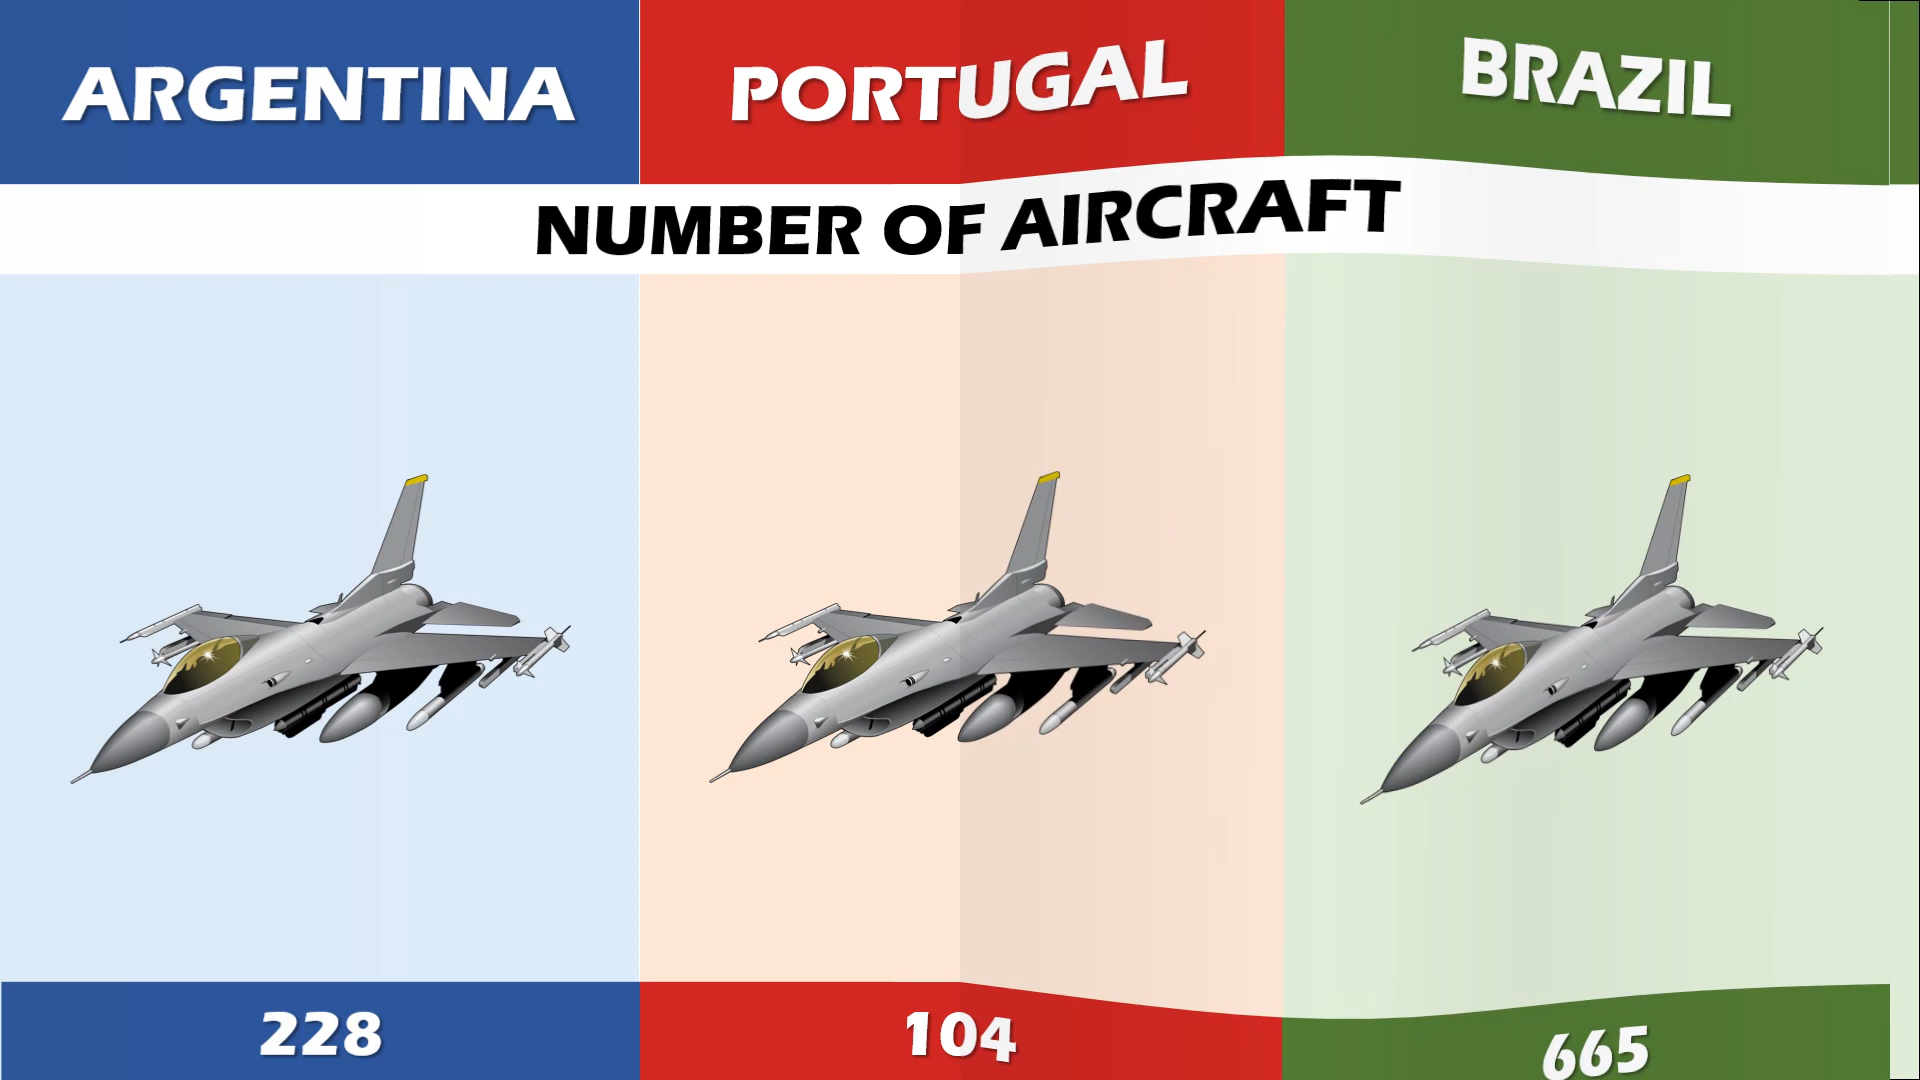 ARGENTINA
PORTUGAL
BRAZIL
NUMBER OF AIRCRAFT
228
104
665